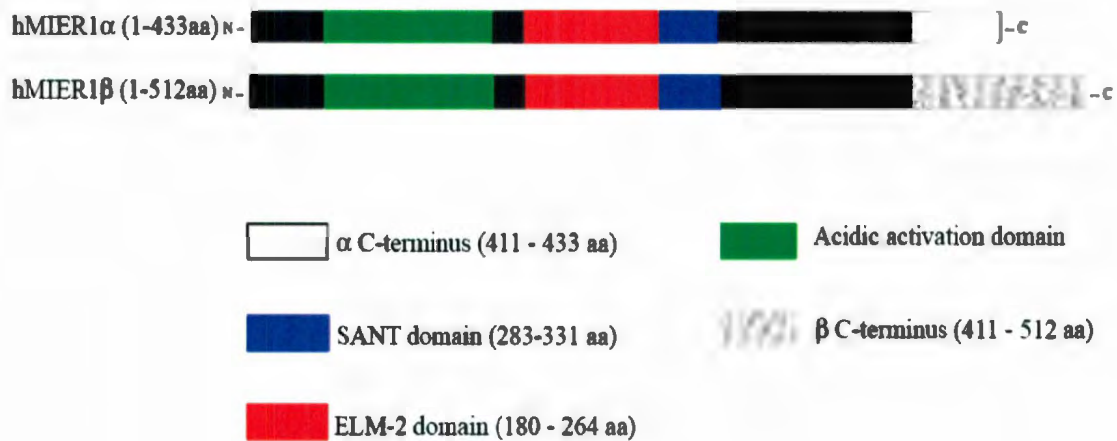 hMIER1α (1-433aa) N- ]-C
hMIER1β (1-512aa) N- -C
α C-terminus (411 - 433 aa)
Acidic activation domain
SANT domain (283-331 aa)
β C-terminus (411 - 512 aa)
ELM-2 domain (180 - 264 aa)